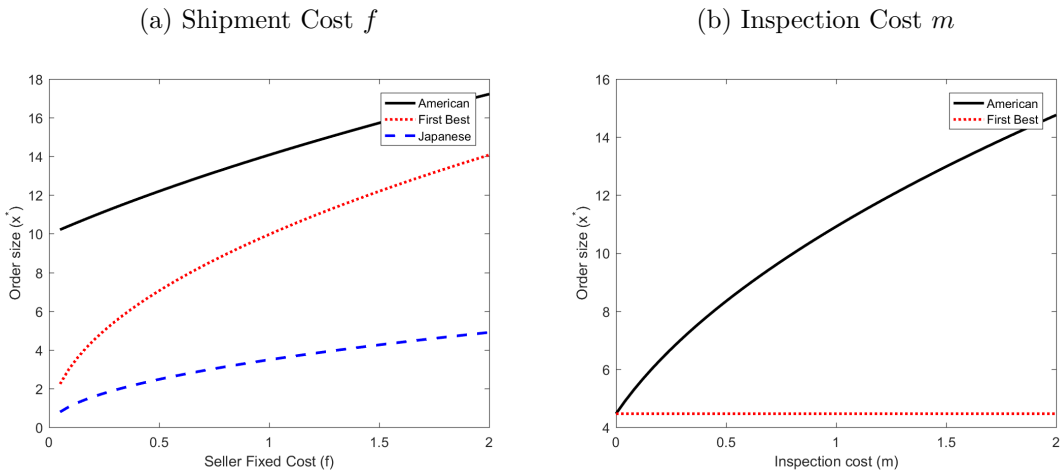 (a) Shipment Cost f
18
16
14
12
10
8
6
4
2
0
Order size (x*)
0
0.5
1
1.5
2
Seller Fixed Cost (f)
American
First Best
Japanese
(b) Inspection Cost m
16
14
12
10
8
6
4
Order size (x*)
0
0.5
1
1.5
2
Inspection cost (m)
American
First Best